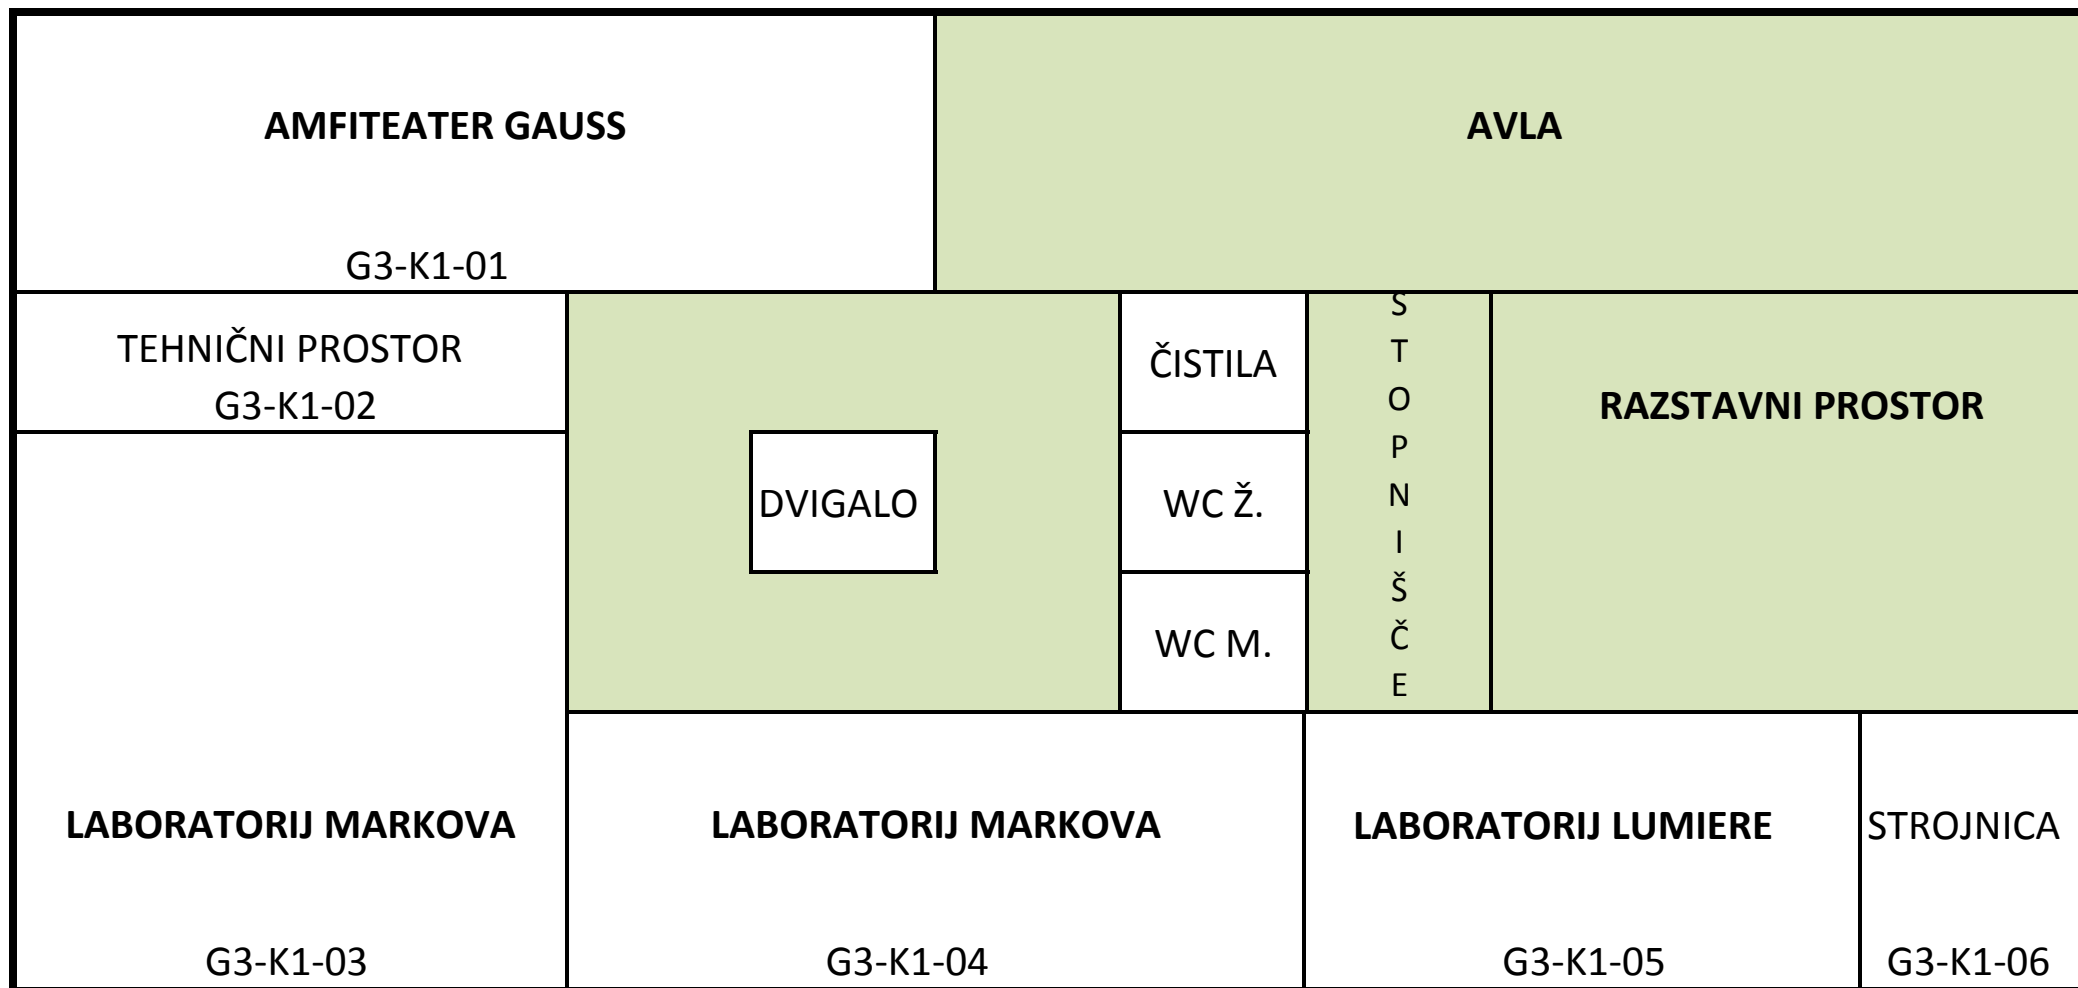 AMFITEATER GAUSS
G3-K1-01
AVLA
TEHNIČNI PROSTOR
G3-K1-02
DVIGALO
ČISTILA
WC Ž.
WC M.
S
T
O
P
N
I
Š
Č
E
RAZSTAVNI PROSTOR
LABORATORIJ MARKOVA
G3-K1-03
LABORATORIJ MARKOVA
G3-K1-04
LABORATORIJ LUMIERE
G3-K1-05
STROJNICA
G3-K1-06